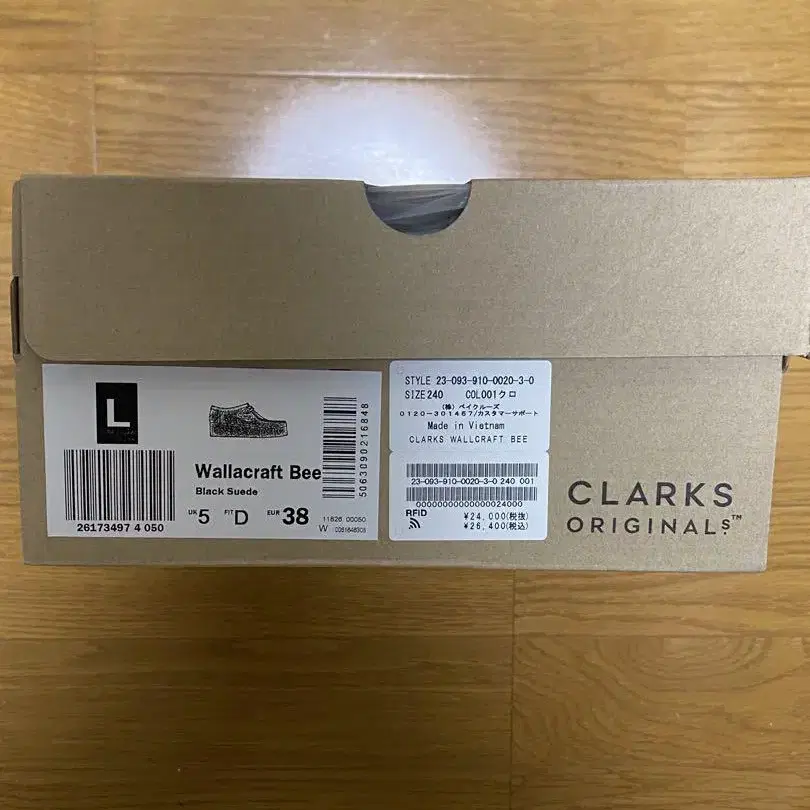 L
Wallacraft Bee
Black Suede
UK 5 FIT D EUR 38
26173497 4 050
11826 00050
W
5063090216848
STYLE 23-093-910-0020-3-0
SIZE240 COL001クロ
(株) ベイクルーズ
0120-301457/カスタマーサポート
Made in Vietnam
CLARKS WALLCRAFT BEE
23-093-910-0020-3-0 240 001
RFID
¥24,000(税抜)
¥26,400(税込)
CLARKS
ORIGINALs™